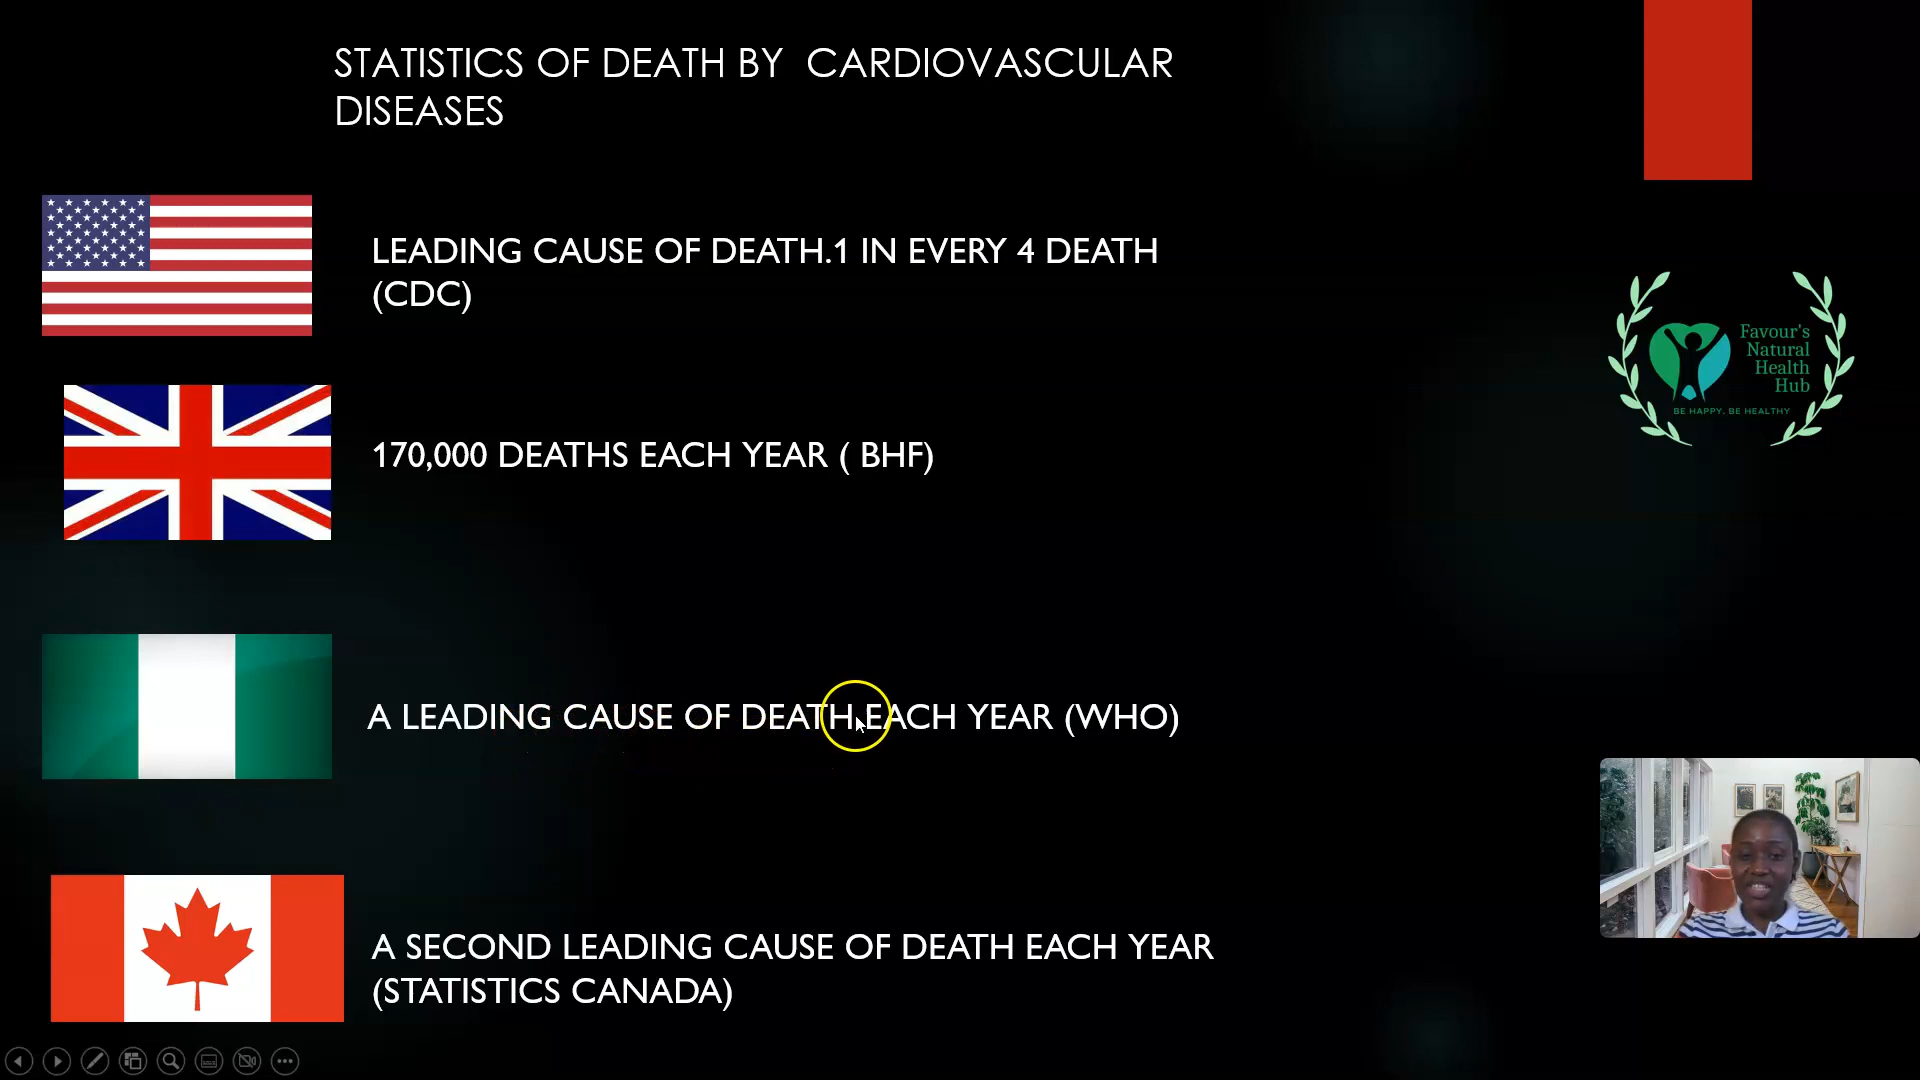 STATISTICS OF DEATH BY  CARDIOVASCULAR
DISEASES
LEADING CAUSE OF DEATH.1 IN EVERY 4 DEATH
(CDC)
Favour's
Natural
Health
Hub
BE HAPPY, BE HEALTHY
170,000 DEATHS EACH YEAR ( BHF)
A LEADING CAUSE OF DEATH EACH YEAR (WHO)
A SECOND LEADING CAUSE OF DEATH EACH YEAR
(STATISTICS CANADA)